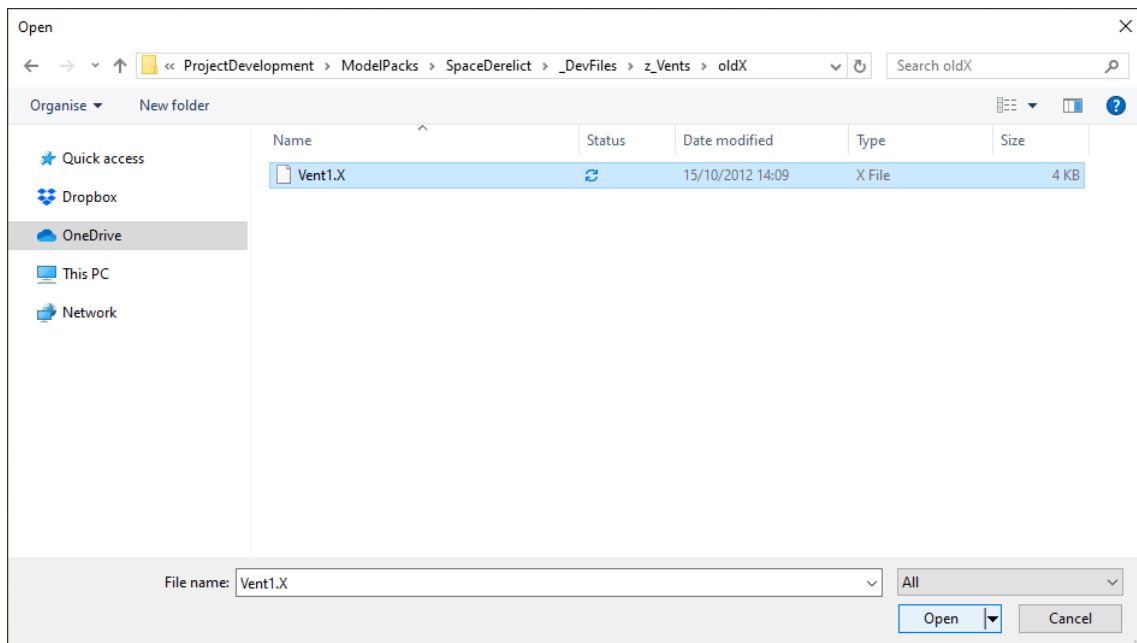 Open
« ProjectDevelopment › ModelPacks › SpaceDerelict › _DevFiles › z_Vents › oldX
Search oldX
Organise New folder
Name Status Date modified Type Size
Quick access
Vent1.X 15/10/2012 14:09 X File 4 KB
Dropbox
OneDrive
This PC
Network
File name: Vent1.X All
Open Cancel